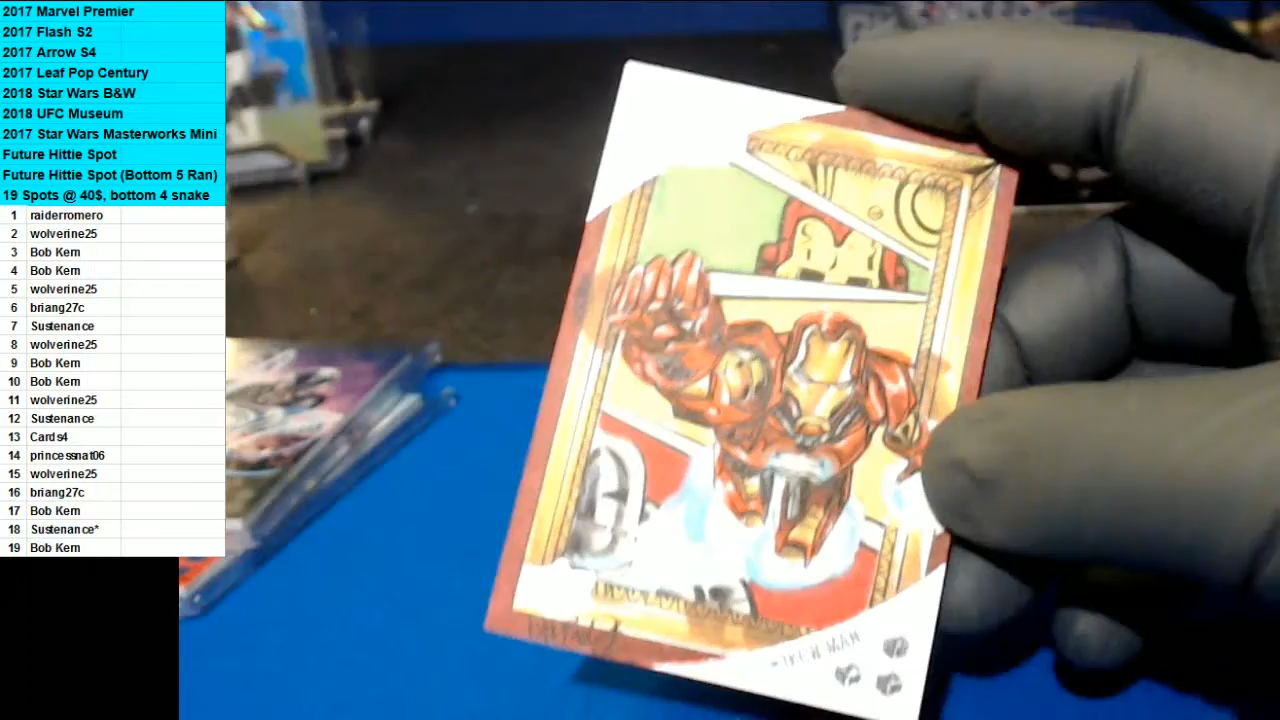 2017 Marvel Premier
2017 Flash S2
2017 Arrow S4
2017 Leaf Pop Century
2018 Star Wars B&W
2018 UFC Museum
2017 Star Wars Masterworks Mini
Future Hittie Spot
Future Hittie Spot (Bottom 5 Ran)
19 Spots @ 40$, bottom 4 snake
1 raiderromero
2 wolverine25
3 Bob Kem
4 Bob Kem
5 wolverine25
6 briang27c
7 Sustenance
8 wolverine25
9 Bob Kem
10 Bob Kem
11 wolverine25
12 Sustenance
13 Cards4
14 princessnat06
15 wolverine25
16 briang27c
17 Bob Kem
18 Sustenance*
19 Bob Kem
IRON MAN